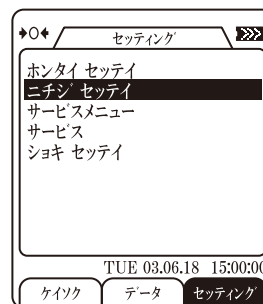 セッティング
ホンタイ セッテイ
ニチジ セッテイ
サービスメニュー
サービス
ショキ セッテイ
TUE 03.06.18 15:00:00
ケイソク データ セッティング